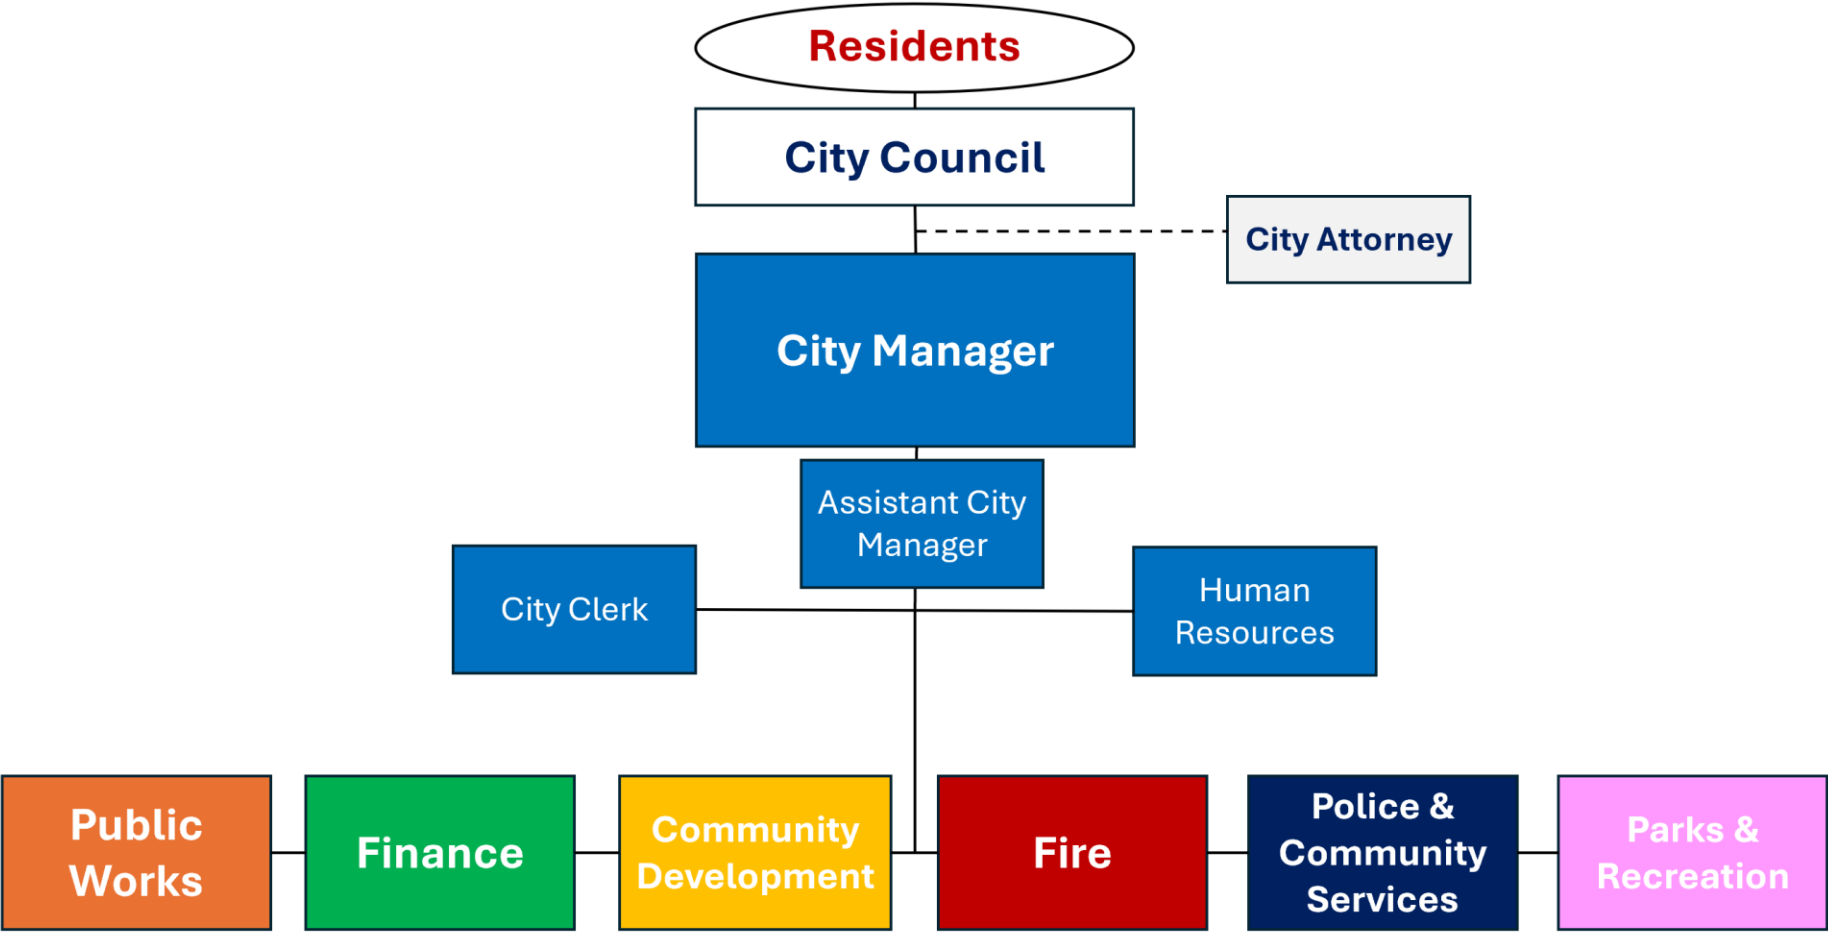 Residents
City Council
City Attorney
City Manager
Assistant City
Manager
City Clerk
Human
Resources
Public
Works
Finance
Community
Development
Fire
Police &
Community
Services
Parks &
Recreation